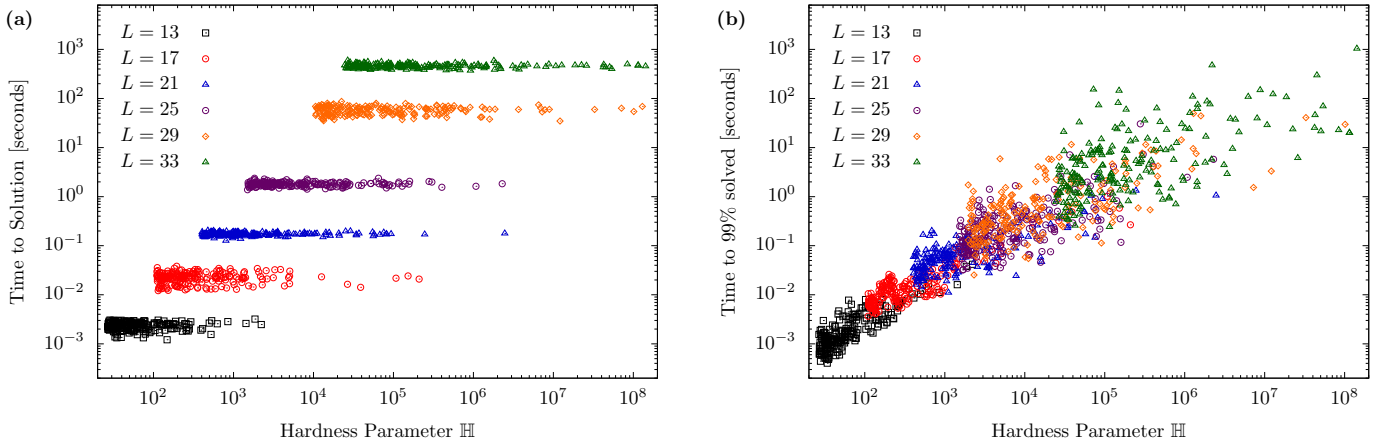 (a)
Time to Solution [seconds]
10^3
10^2
10^1
10^0
10^−1
10^−2
10^−3
L = 13
L = 17
L = 21
L = 25
L = 29
L = 33
10^2 10^3 10^4 10^5 10^6 10^7 10^8
Hardness Parameter ℍ
(b)
Time to 99% solved [seconds]
10^3
10^2
10^1
10^0
10^−1
10^−2
10^−3
L = 13
L = 17
L = 21
L = 25
L = 29
L = 33
10^2 10^3 10^4 10^5 10^6 10^7 10^8
Hardness Parameter ℍ